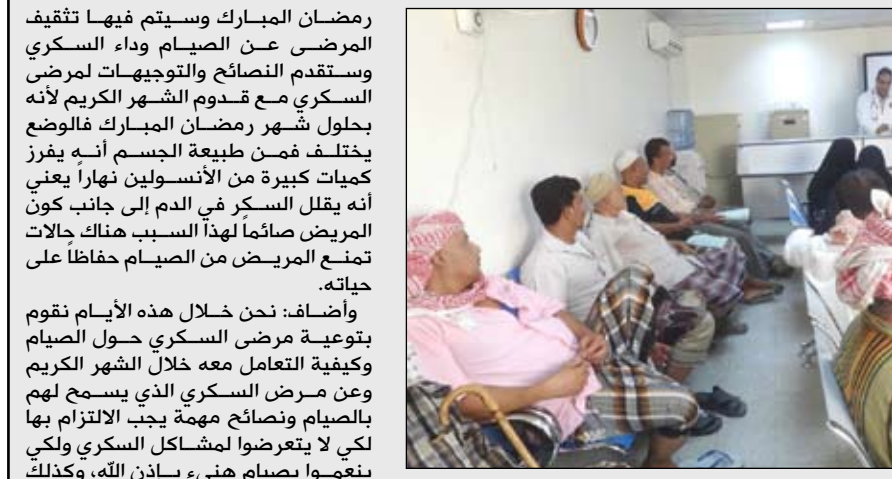 رمضان المبارك وسيتم فيها تثقيف
المرضى عن الصيام وداء السكري
وستقدم النصائح والتوجيهات لمرضى
السكري مع قدوم الشهر الكريم لأنه
بحلول شهر رمضان المبارك فالوضع
يختلف فمن طبيعة الجسم أنه يفرز
كميات كبيرة من الأنسولين نهاراً يعني
أنه يقلل السكر في الدم إلى جانب كون
المريض صائماً لهذا السبب هناك حالات
تمنع المريض من الصيام حفاظاً على
حياته.
وأضاف: نحن خلال هذه الأيام نقوم
بتوعية مرضى السكري حول الصيام
وكيفية التعامل معه خلال الشهر الكريم
وعن مرض السكري الذي يسمح لهم
بالصيام ونصائح مهمة يجب الالتزام بها
لكي لا يتعرضوا لمشاكل السكري ولكي
ينعموا بصيام هنيء بإذن الله، وكذلك